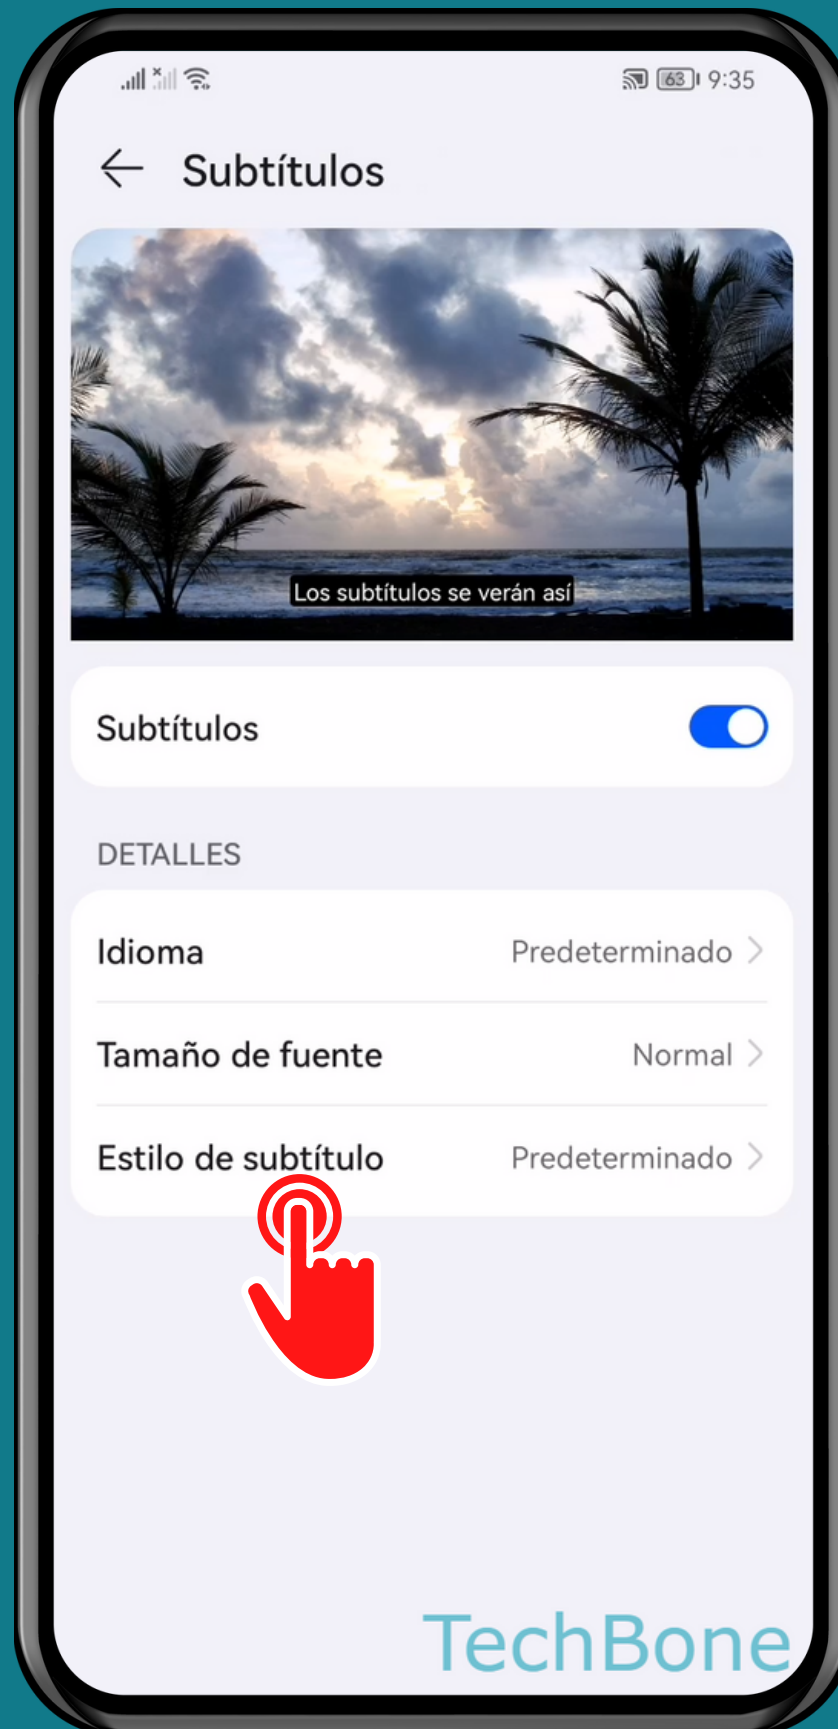 63 9:35
Subtítulos
Los subtítulos se verán así
Subtítulos
DETALLES
Idioma Predeterminado
Tamaño de fuente Normal
Estilo de subtítulo Predeterminado
TechBone